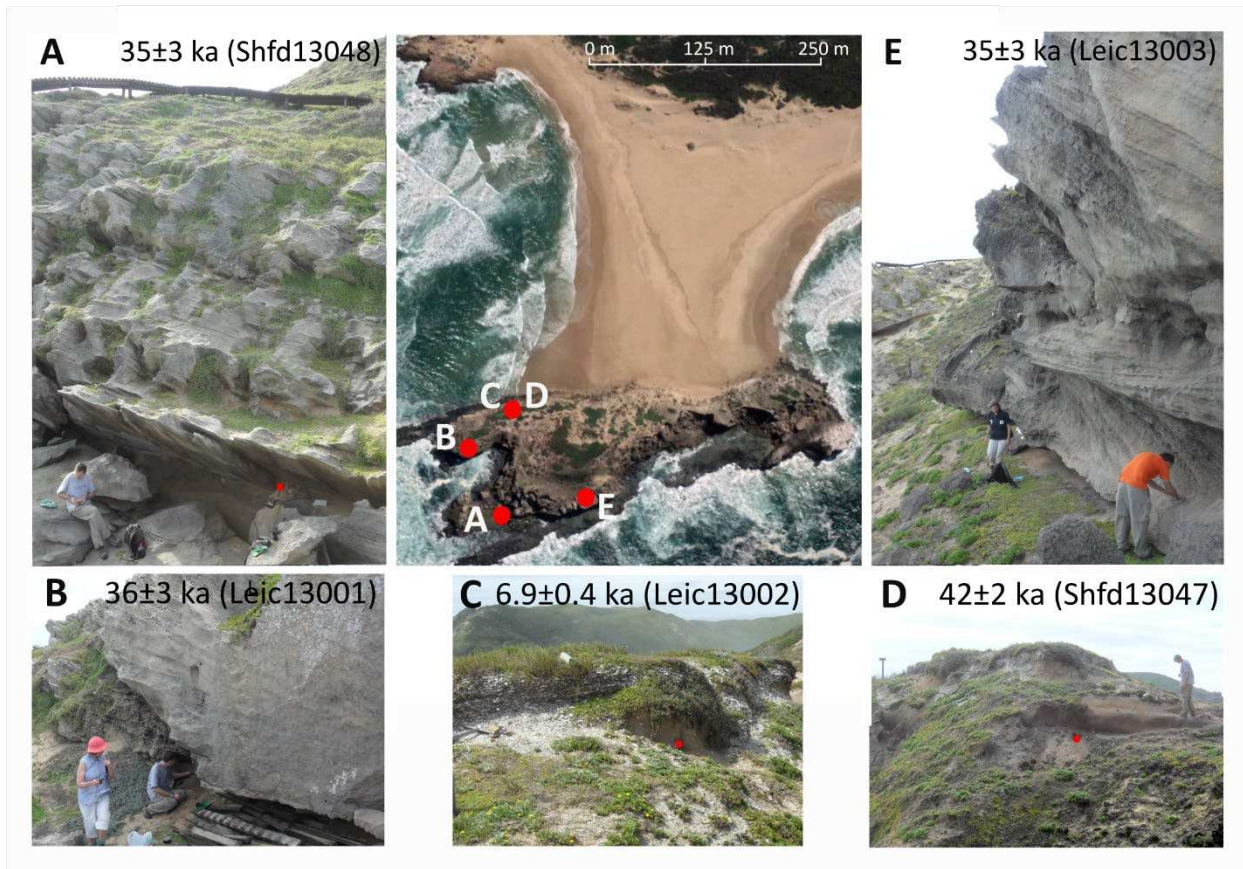 A 35±3 ka (Shfd13048)
0 m 125 m 250 m
E 35±3 ka (Leic13003)
C D
B
A E
B 36±3 ka (Leic13001)
C 6.9±0.4 ka (Leic13002)
D 42±2 ka (Shfd13047)